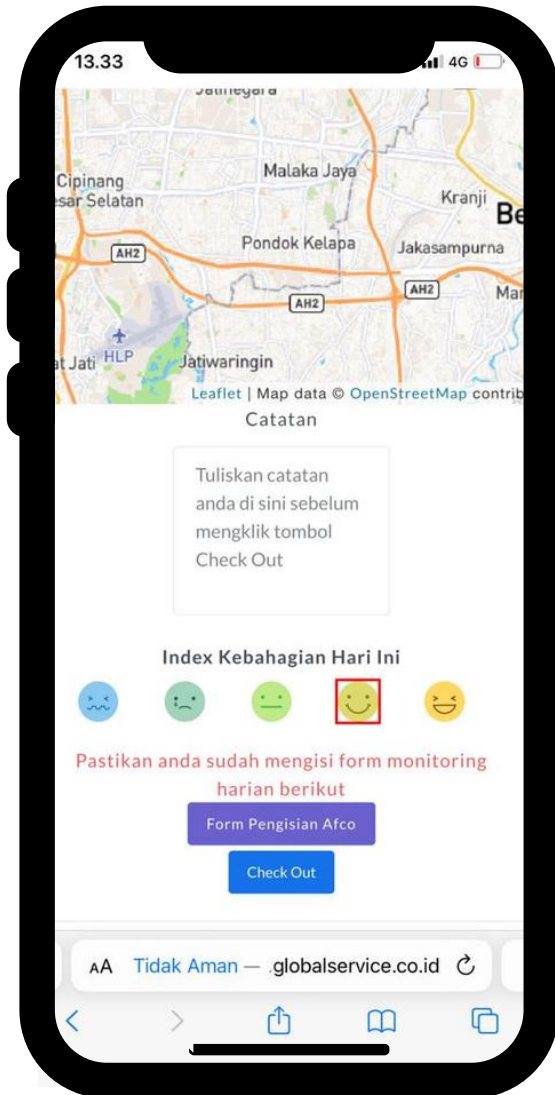 13.33
4G
Jatinegara
Malaka Jaya
Cipinang
esar Selatan
Kranji
Be
Pondok Kelapa
Jakasampurna
AH2
AH2
AH2
Mar
at Jati
HLP
Jatiwaringin
Leaflet | Map data © OpenStreetMap contrib
Catatan
Tuliskan catatan
anda di sini sebelum
mengklik tombol
Check Out
Index Kebahagian Hari Ini
Pastikan anda sudah mengisi form monitoring
harian berikut
Form Pengisian Afco
Check Out
AA Tidak Aman — .globalservice.co.id